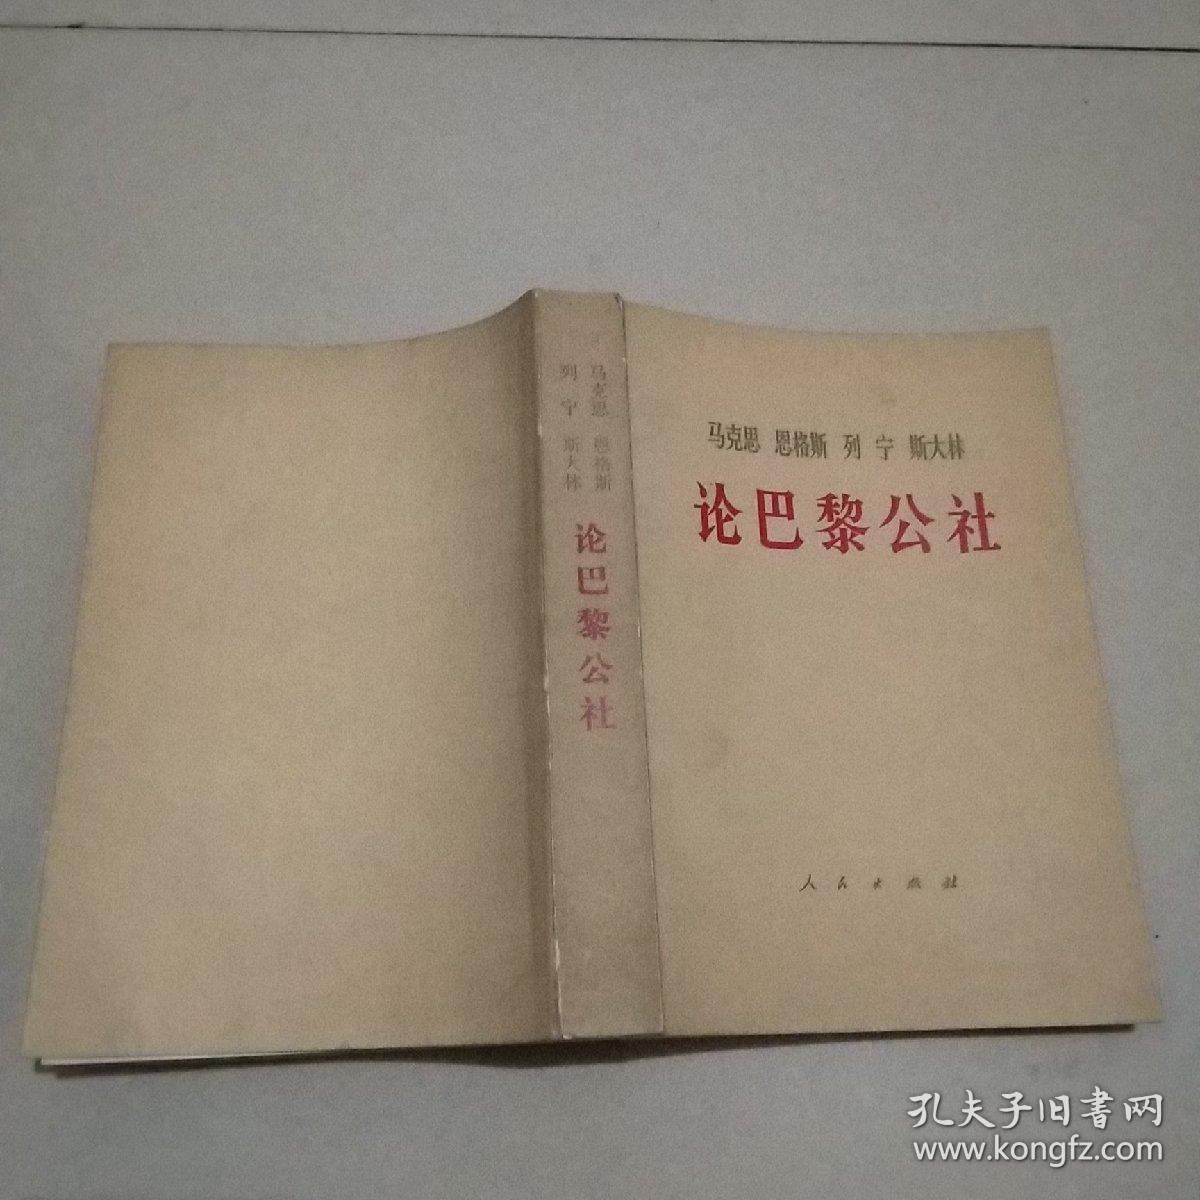 马克思 恩格斯
列宁 斯大林
论巴黎公社
马克思 恩格斯 列宁 斯大林
论巴黎公社
人民出版社
孔夫子旧书网
www.kongfz.com